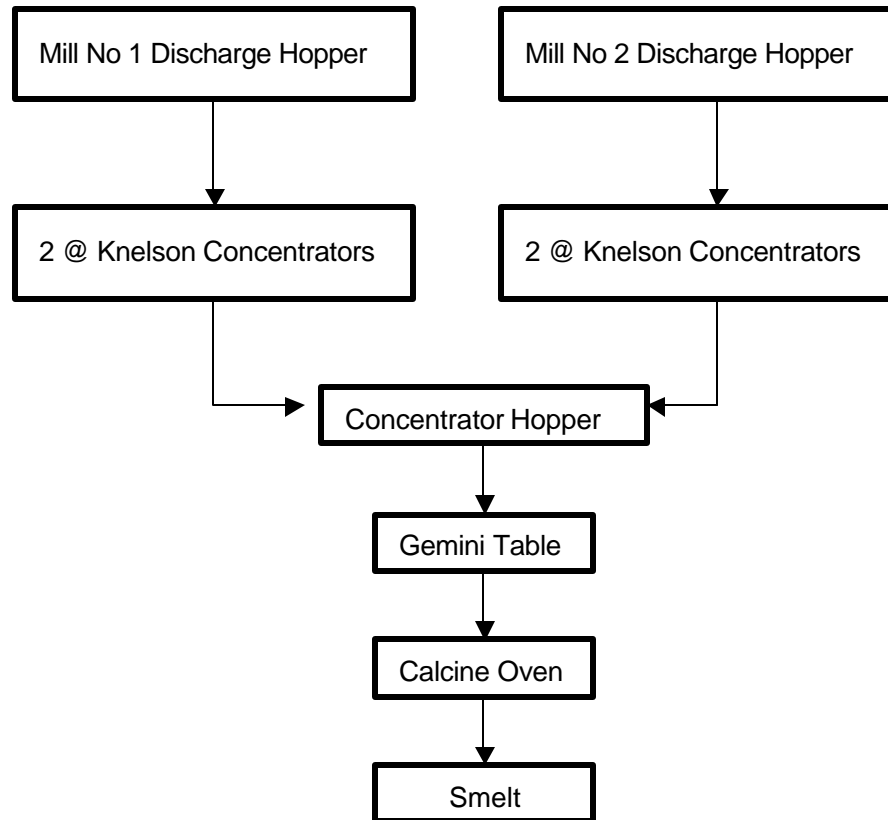 Mill No 1 Discharge Hopper
Mill No 2 Discharge Hopper
2 @ Knelson Concentrators
2 @ Knelson Concentrators
Concentrator Hopper
Gemini Table
Calcine Oven
Smelt